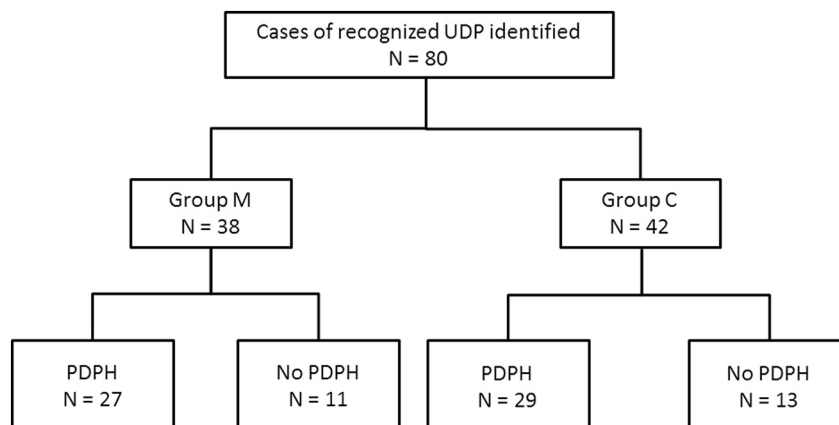 Cases of recognized UDP identified
N = 80
Group M
N = 38
Group C
N = 42
PDPH
N = 27
No PDPH
N = 11
PDPH
N = 29
No PDPH
N = 13